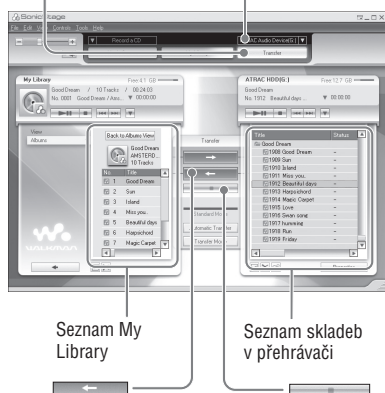 SonicStage
File Edit View Controls Tools Help
Record a CD
ATRAC Audio Device(G:)
Transfer
My Library
Free 4.1 GB
Good Dream / 10 Tracks / 00:24:03
No. 0001 Good Dream / Ams.. 00:00:00
ATRAC HDD(G:)
Free 12.7 GB
Good Dream
No. 1912 Beautiful days ... 00:00:00
View
Albums
Back to Albums View
Good Dream
AMSTERD...
10 Tracks
No. Title
1 Good Dream
2 Sun
3 Island
4 Miss you.
5 Beautiful days
6 Harpsichord
7 Magic Carpet
Transfer
Standard Mode
Automatic Transfer
Transfer Mode
Title Status
Good Dream
1908 Good Dream -
1909 Sun -
1910 Island -
1911 Miss you. -
1912 Beautiful days -
1913 Harpsichord -
1914 Magic Carpet -
1915 Love -
1916 Swan song -
1917 humming -
1918 Run -
1919 Friday -
WALKMAN
Seznam My
Library
Seznam skladeb
v přehrávači